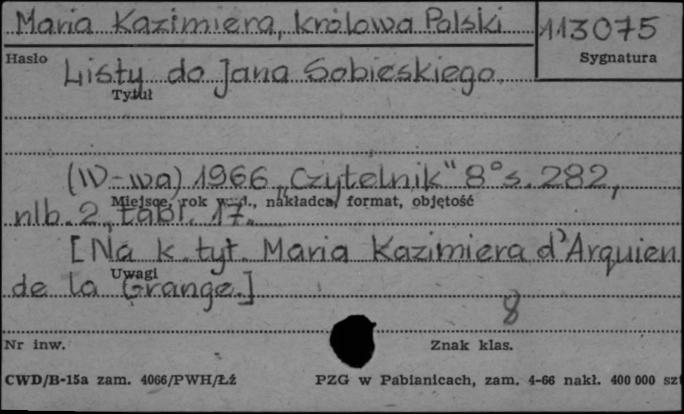 Maria Kazimiera, królowa Polski 113075
Hasło Sygnatura
Listy do Jana Sobieskiego
Tytuł
(W-wa) 1966 „Czytelnik" 8° s. 282,
Miejsce, rok wyd., nakładca, format, objętość
nlb. 2, tabl. 17.
[Na k. tyt. Maria Kazimiera d'Arquien
Uwagi
de la Grange.]
8
Nr inw. Znak klas.
CWD/B-15a zam. 4066/PWH/Łź PZG w Pabianicach, zam. 4-66 nakł. 400 000 szt